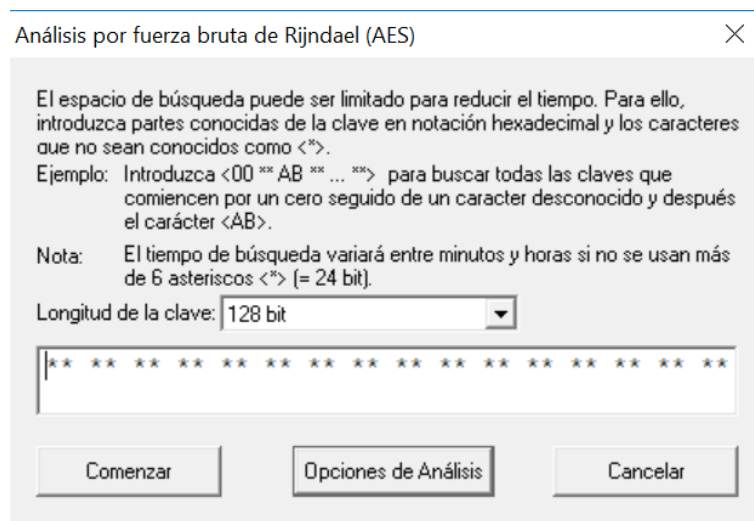 Análisis por fuerza bruta de Rijndael (AES)
El espacio de búsqueda puede ser limitado para reducir el tiempo. Para ello,
introduzca partes conocidas de la clave en notación hexadecimal y los caracteres
que no sean conocidos como <*>.
Ejemplo: Introduzca <00 ** AB ** ... **> para buscar todas las claves que
comiencen por un cero seguido de un caracter desconocido y después
el carácter <AB>.
Nota: El tiempo de búsqueda variará entre minutos y horas si no se usan más
de 6 asteriscos <*> (= 24 bit).
Longitud de la clave: 128 bit
** ** ** ** ** ** ** ** ** ** ** ** ** ** ** **
Comenzar Opciones de Análisis Cancelar